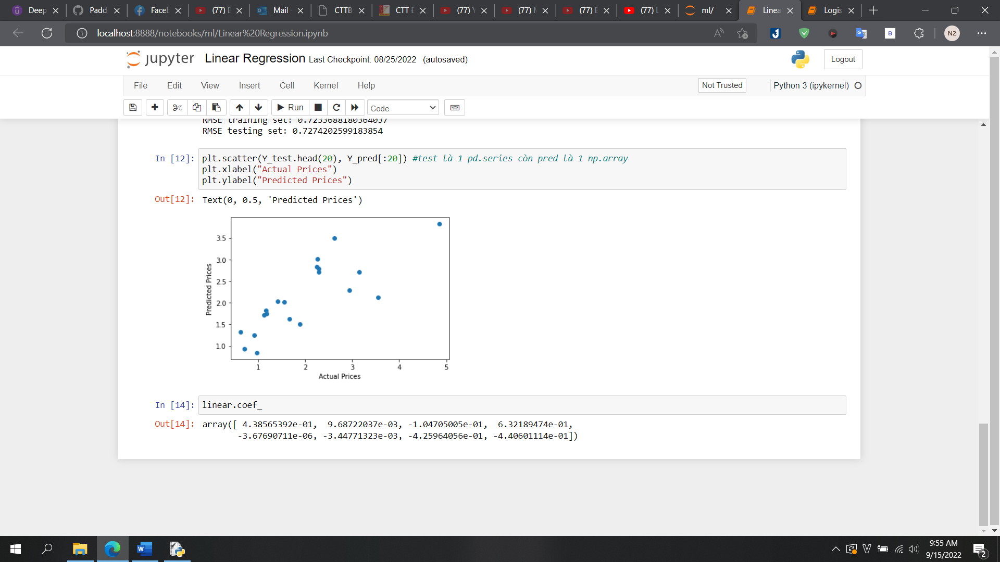 Deep
Padd
Faceb
(77) E
Mail -
CTTB
CTT Đ
(77) Y
(77) N
(77) E
(77) L
ml/
Linea
Logis
localhost:8888/notebooks/ml/Linear%20Regression.ipynb
N2
jupyter Linear Regression Last Checkpoint: 08/25/2022 (autosaved)
Logout
File Edit View Insert Cell Kernel Help
Not Trusted
Python 3 (ipykernel)
Run
Code
RMSE training set: 0.7233688180364037
RMSE testing set: 0.7274202599183854
In [12]: plt.scatter(Y_test.head(20), Y_pred[:20]) #test là 1 pd.series còn pred là 1 np.array
plt.xlabel("Actual Prices")
plt.ylabel("Predicted Prices")
Out[12]: Text(0, 0.5, 'Predicted Prices')
3.5
3.0
2.5
2.0
1.5
1.0
Predicted Prices
1 2 3 4 5
Actual Prices
In [14]: linear.coef_
Out[14]: array([ 4.38565392e-01,  9.68722037e-03, -1.04705005e-01,  6.32189474e-01,
-3.67690711e-06, -3.44771323e-03, -4.25964056e-01, -4.40601114e-01])
9:55 AM
9/15/2022
2